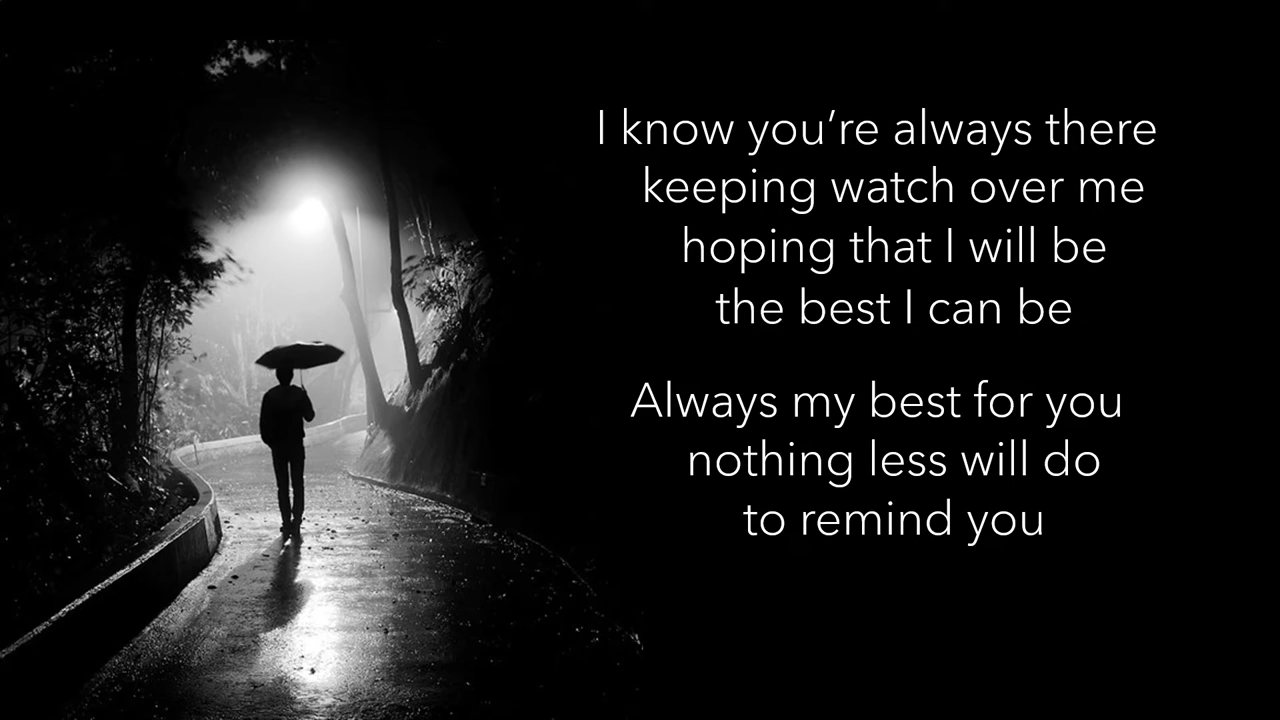 I know you’re always there
keeping watch over me
hoping that I will be
the best I can be
Always my best for you
nothing less will do
to remind you